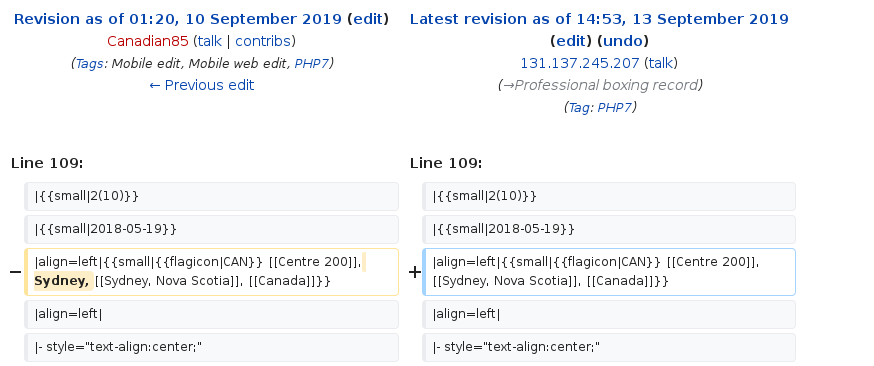 Revision as of 01:20, 10 September 2019 (edit)
Canadian85 (talk | contribs)
(Tags: Mobile edit, Mobile web edit, PHP7)
← Previous edit
Latest revision as of 14:53, 13 September 2019
(edit) (undo)
131.137.245.207 (talk)
(→Professional boxing record)
(Tag: PHP7)
Line 109:
Line 109:
|{{small|2(10)}}
|{{small|2(10)}}
|{{small|2018-05-19}}
|{{small|2018-05-19}}
− |align=left|{{small|{{flagicon|CAN}} [[Centre 200]],
Sydney, [[Sydney, Nova Scotia]], [[Canada]]}}
+ |align=left|{{small|{{flagicon|CAN}} [[Centre 200]],
[[Sydney, Nova Scotia]], [[Canada]]}}
|align=left|
|align=left|
|- style="text-align:center;"
|- style="text-align:center;"